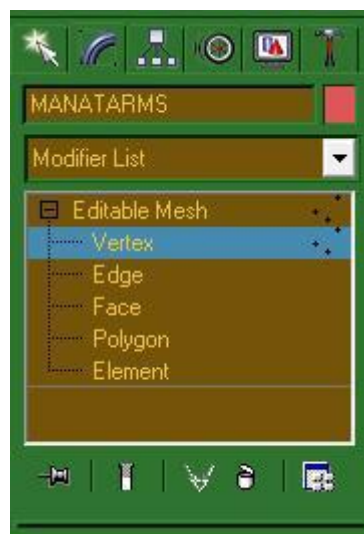 MANATARMS
Modifier List
Editable Mesh
Vertex
Edge
Face
Polygon
Element